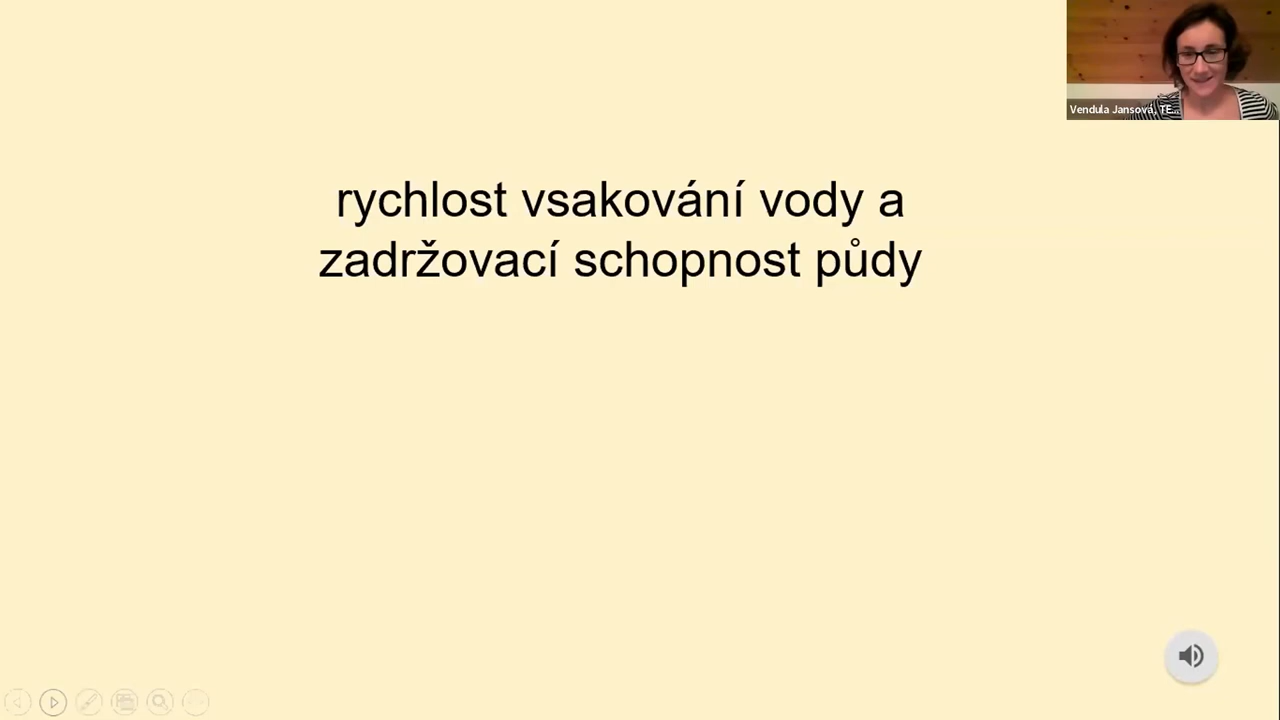 Vendula Jansová, TE...
rychlost vsakování vody a
zadržovací schopnost půdy